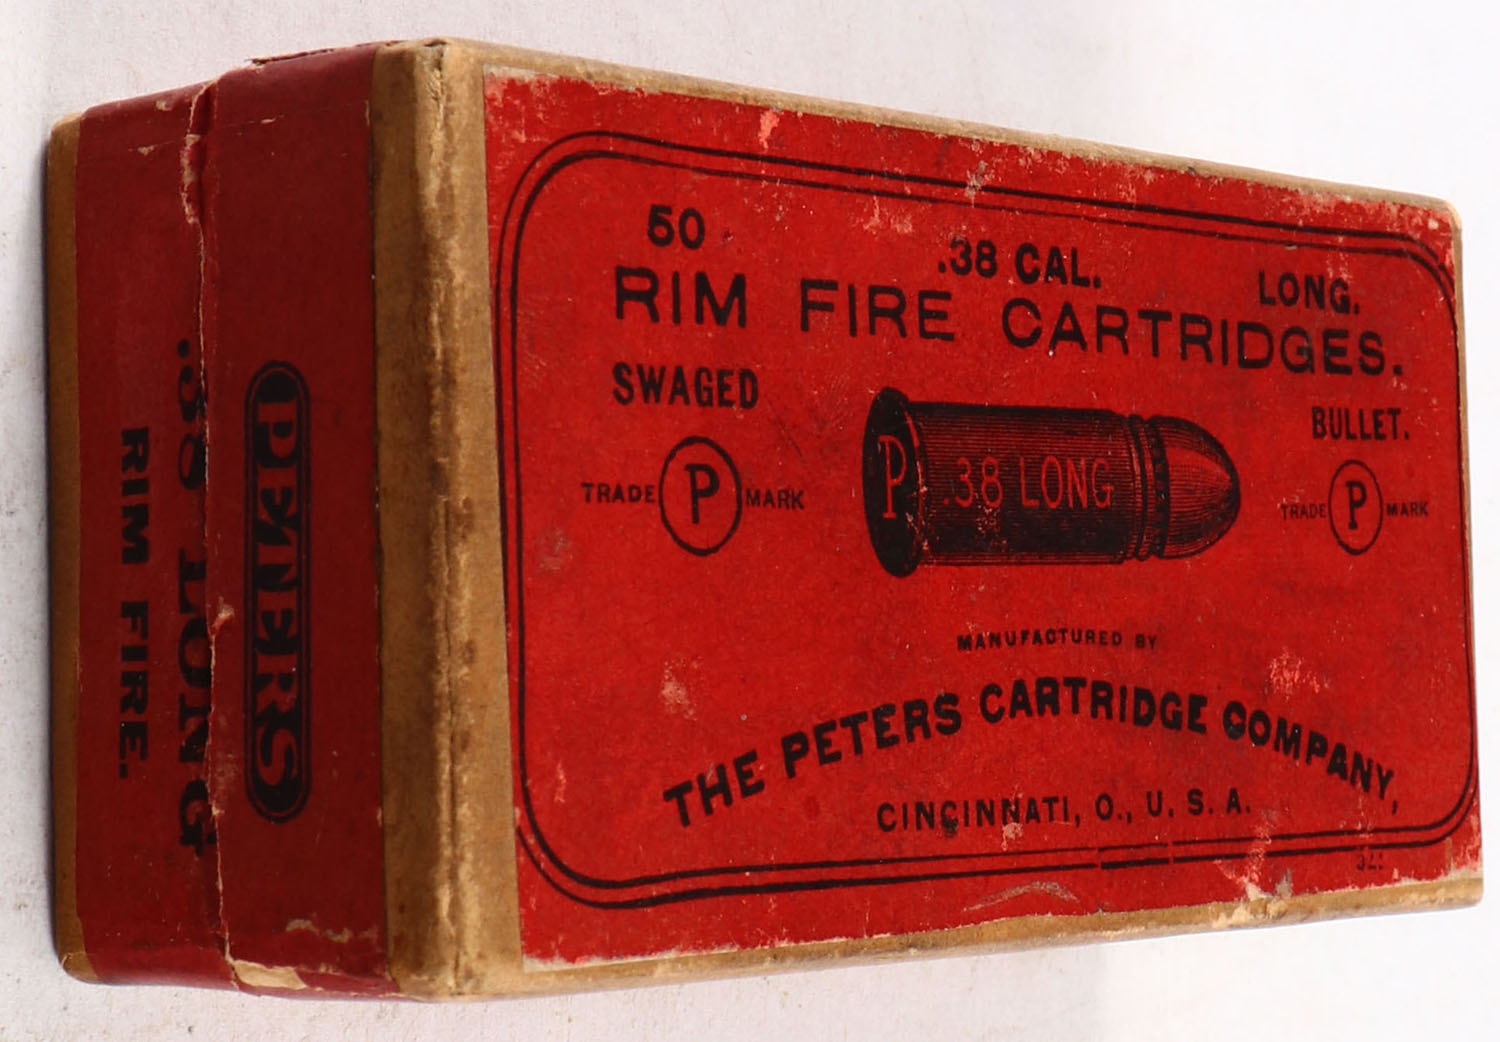 50 .38 CAL. LONG.
RIM FIRE CARTRIDGES.
SWAGED BULLET.
TRADE P MARK
P .38 LONG
TRADE P MARK
MANUFACTURED BY
THE PETERS CARTRIDGE COMPANY,
CINCINNATI, O., U. S. A.
PETERS
.38 LONG
RIM FIRE.